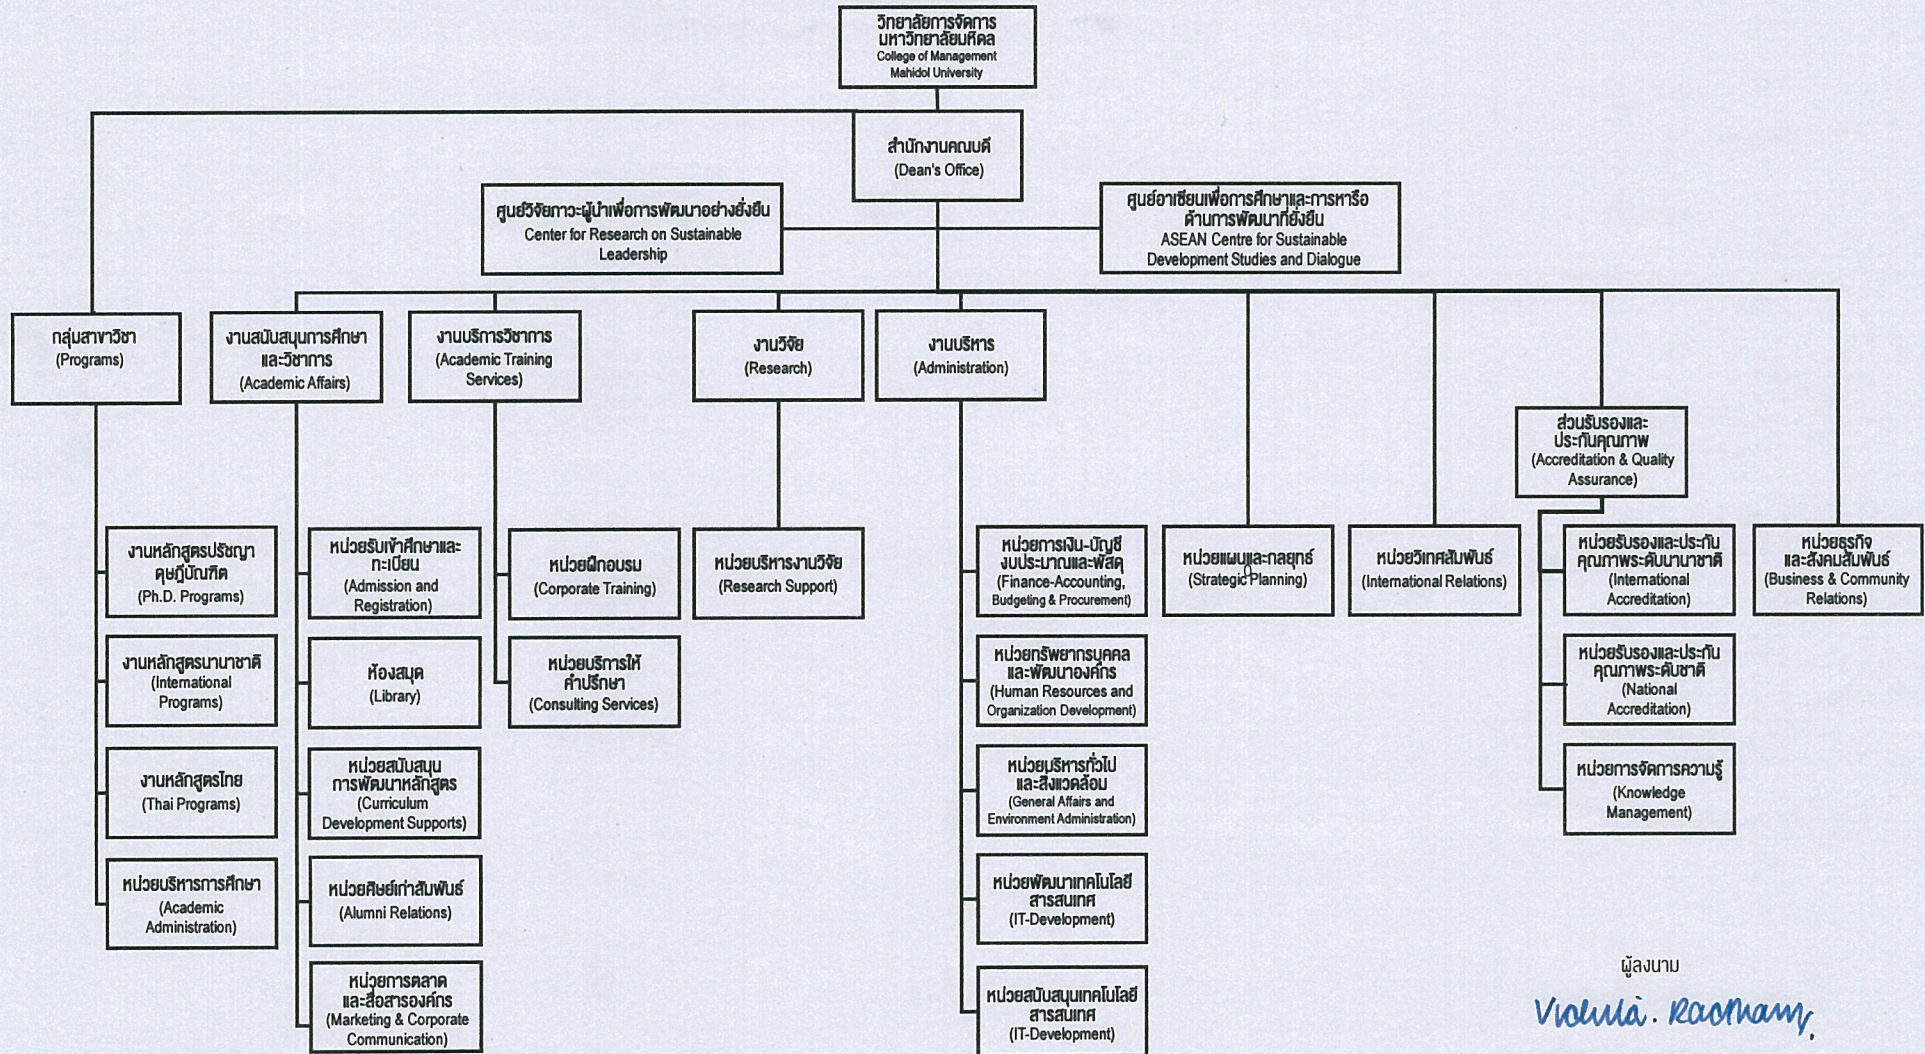 วิทยาลัยการจัดการ
มหาวิทยาลัยมหิดล
College of Management
Mahidol University
สำนักงานคณบดี
(Dean's Office)
ศูนย์วิจัยภาวะผู้นำเพื่อการพัฒนาอย่างยั่งยืน
Center for Research on Sustainable
Leadership
ศูนย์อาเซียนเพื่อการศึกษาและการหารือ
ด้านการพัฒนาที่ยั่งยืน
ASEAN Centre for Sustainable
Development Studies and Dialogue
กลุ่มสาขาวิชา
(Programs)
งานสนับสนุนการศึกษา
และวิชาการ
(Academic Affairs)
งานบริการวิชาการ
(Academic Training
Services)
งานวิจัย
(Research)
งานบริหาร
(Administration)
ส่วนรับรองและ
ประกันคุณภาพ
(Accreditation & Quality
Assurance)
งานหลักสูตรปรัชญา
ดุษฎีบัณฑิต
(Ph.D. Programs)
งานหลักสูตรนานาชาติ
(International
Programs)
งานหลักสูตรไทย
(Thai Programs)
หน่วยบริหารการศึกษา
(Academic
Administration)
หน่วยรับเข้าศึกษาและ
ทะเบียน
(Admission and
Registration)
ห้องสมุด
(Library)
หน่วยสนับสนุน
การพัฒนาหลักสูตร
(Curriculum
Development Supports)
หน่วยศิษย์เก่าสัมพันธ์
(Alumni Relations)
หน่วยการตลาด
และสื่อสารองค์กร
(Marketing & Corporate
Communication)
หน่วยฝึกอบรม
(Corporate Training)
หน่วยบริการให้
คำปรึกษา
(Consulting Services)
หน่วยบริหารงานวิจัย
(Research Support)
หน่วยการเงิน-บัญชี
งบประมาณและพัสดุ
(Finance-Accounting,
Budgeting & Procurement)
หน่วยทรัพยากรบุคคล
และพัฒนาองค์กร
(Human Resources and
Organization Development)
หน่วยบริหารทั่วไป
และสิ่งแวดล้อม
(General Affairs and
Environment Administration)
หน่วยพัฒนาเทคโนโลยี
สารสนเทศ
(IT-Development)
หน่วยสนับสนุนเทคโนโลยี
สารสนเทศ
(IT-Development)
หน่วยแผนและกลยุทธ์
(Strategic Planning)
หน่วยวิเทศสัมพันธ์
(International Relations)
หน่วยรับรองและประกัน
คุณภาพระดับนานาชาติ
(International
Accreditation)
หน่วยรับรองและประกัน
คุณภาพระดับชาติ
(National
Accreditation)
หน่วยการจัดการความรู้
(Knowledge
Management)
หน่วยธุรกิจ
และสังคมสัมพันธ์
(Business & Community
Relations)
ผู้ลงนาม